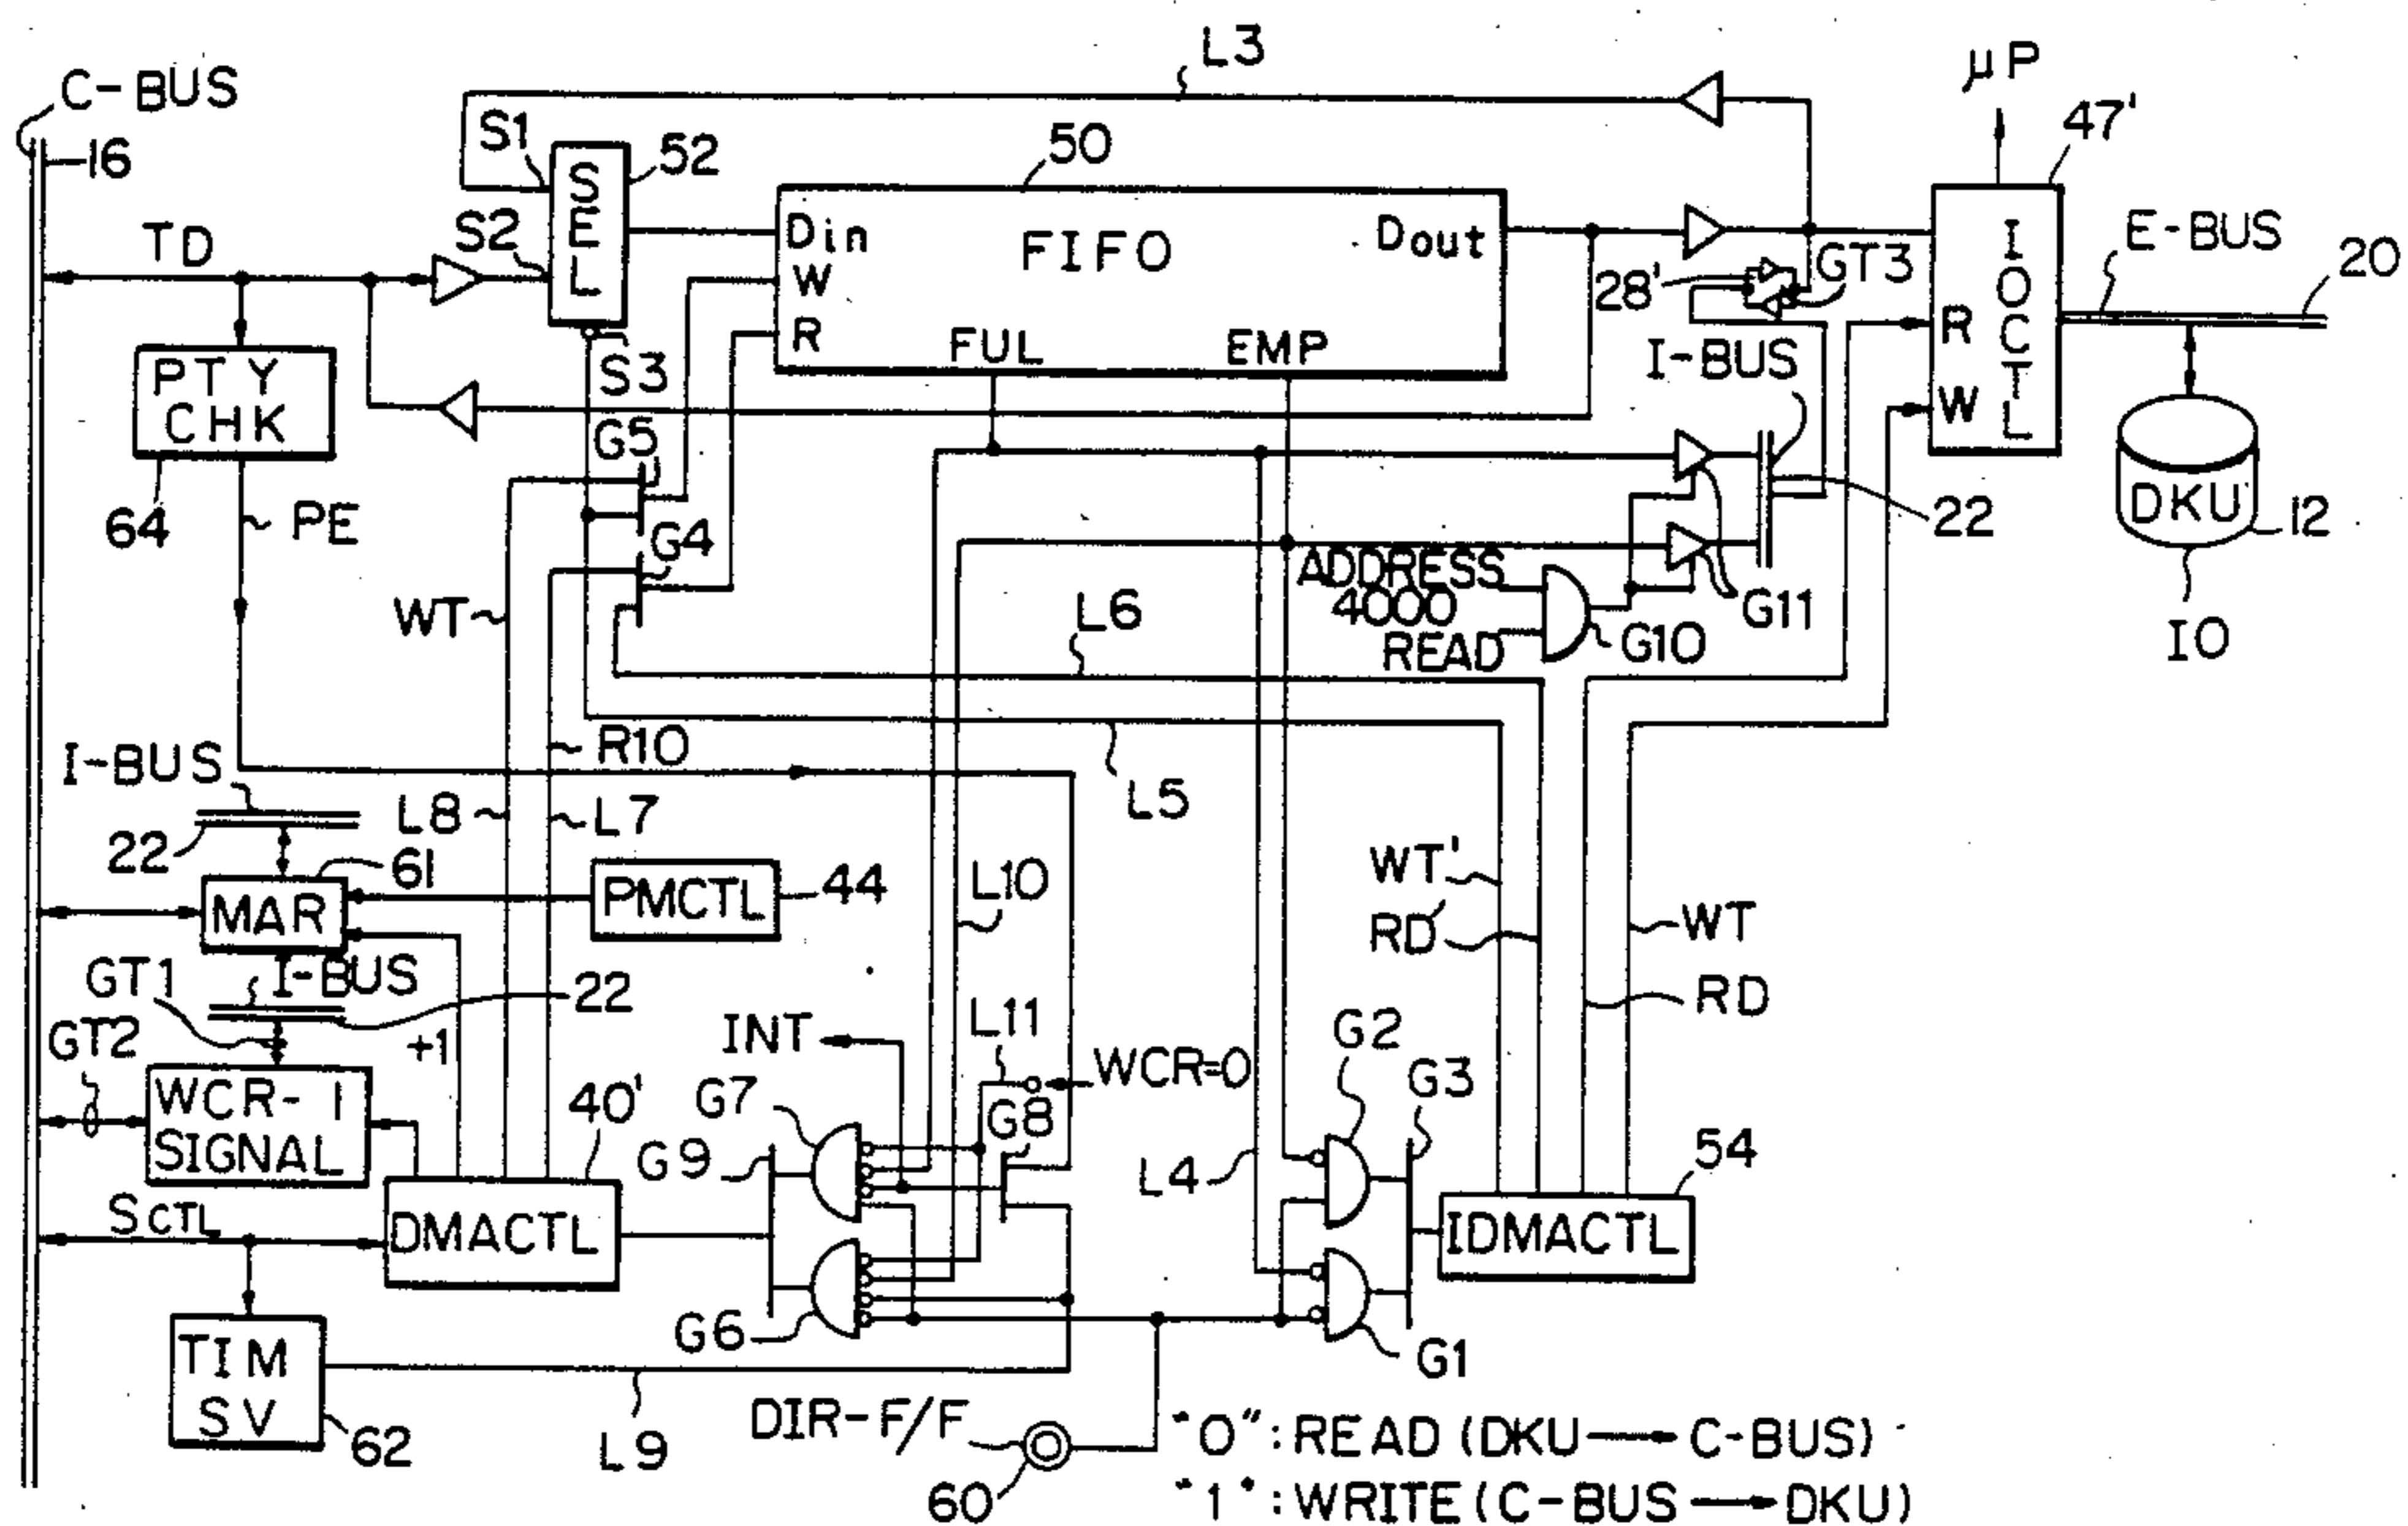 L3
μP
C-BUS
47'
16
S1
52
50
SEL
TD
S2
Din
FIFO
Dout
E-BUS
20
W
28'
GT3
IOCTL
R
R
FUL
EMP
I-BUS
S3
W
PTY
CHK
G5
DKU
12
64
PE
G4
22
ADDRESS
4000
READ
G10
G11
IO
WT
L6
R10
L5
I-BUS
22
L8
L7
61
L10
WT'
MAR
PMCTL
44
RD'
WT
GT1
I-BUS
22
RD
GT2
+1
INT
L11
WCR=0
G2
G3
WCR-1
SIGNAL
40'
G7
G8
G9
L4
54
SCTL
DMACTL
IDMACTL
G6
G1
TIM
SV
62
L9
DIR-F/F
60
"0": READ (DKU → C-BUS)
"1": WRITE (C-BUS → DKU)